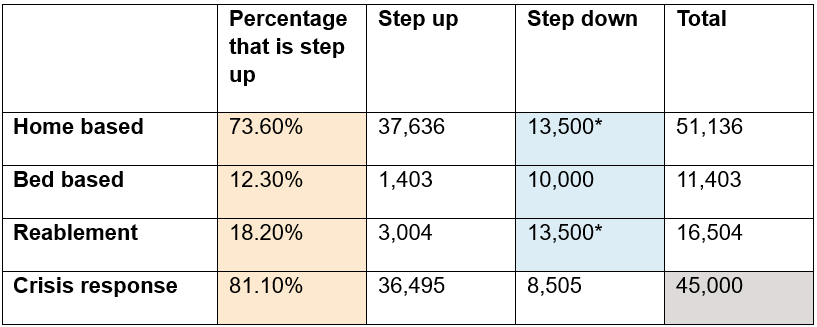 Percentage that is step up Step up Step down Total
Home based 73.60% 37,636 13,500* 51,136
Bed based 12.30% 1,403 10,000 11,403
Reablement 18.20% 3,004 13,500* 16,504
Crisis response 81.10% 36,495 8,505 45,000